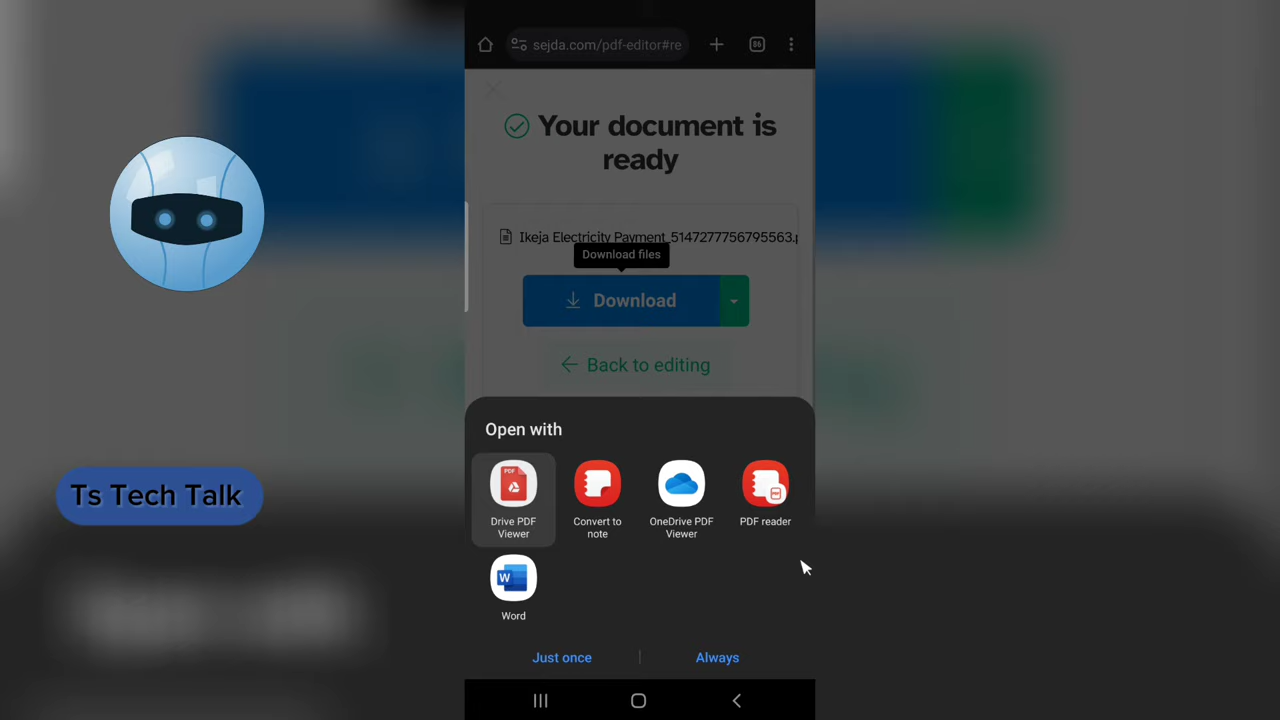 sejda.com/pdf-editor#re
86
Your document is
ready
Ikeja Electricity Payment_5147277756795563.p
Download files
Download
Back to editing
Open with
PDF
Drive PDF
Viewer
Convert to
note
OneDrive PDF
Viewer
PDF reader
W
Word
Just once
Always
Ts Tech Talk